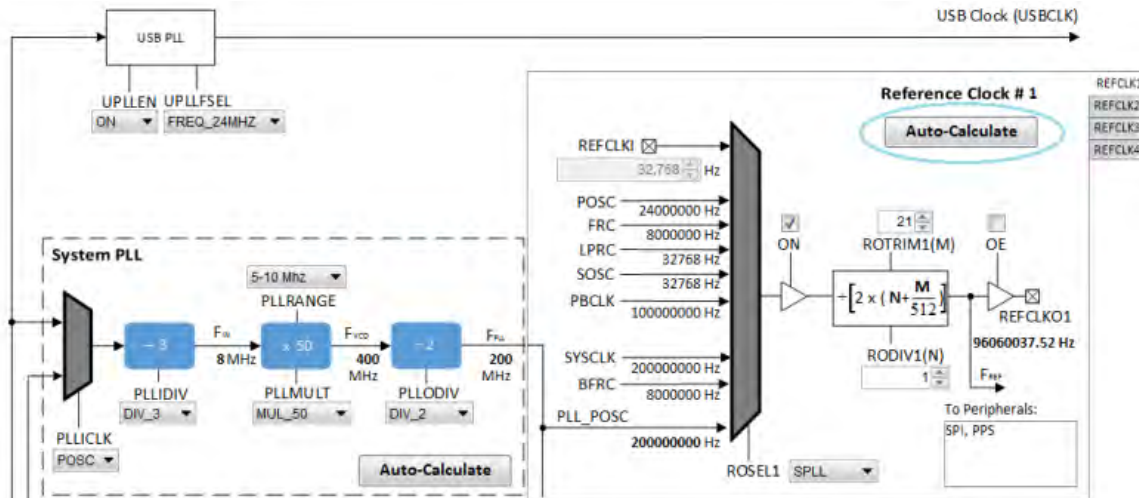 USB Clock (USBCLK)
USB PLL
UPLLEN
UPLLFSEL
ON
FREQ_24MHZ
Reference Clock # 1
Auto-Calculate
REFCLK1
REFCLK2
REFCLK3
REFCLK4
REFCLKI
32,768 Hz
POSC
24000000 Hz
FRC
8000000 Hz
LPRC
32768 Hz
SOSC
32768 Hz
PBCLK
100000000 Hz
SYSCLK
200000000 Hz
BFRC
8000000 Hz
PLL_POSC
200000000 Hz
ROSEL1
SPLL
ON
21
ROTRIM1(M)
÷[2 x ( N+ M/512 )]
RODIV1(N)
1
OE
REFCLKO1
96060037.52 Hz
FREF
To Peripherals:
SPI, PPS
System PLL
5-10 Mhz
PLLRANGE
÷ 3
FIN
8 MHz
x 50
FVCO
400
MHz
÷2
FPLL
200
MHz
PLLIDIV
DIV_3
PLLMULT
MUL_50
PLLODIV
DIV_2
PLLICLK
POSC
Auto-Calculate